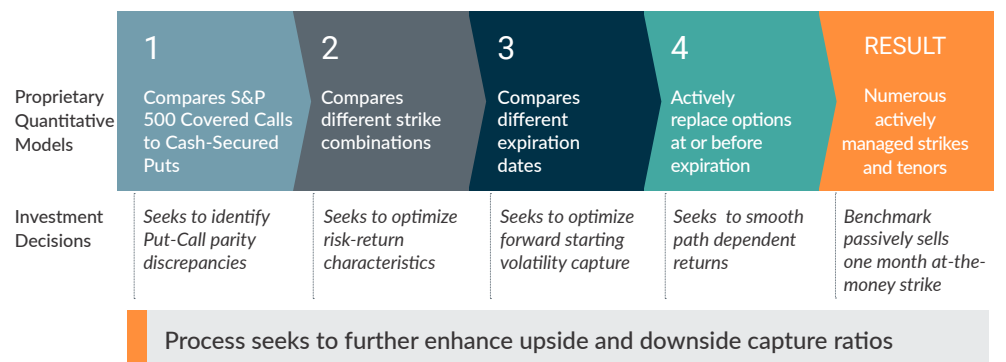 1
2
3
4
RESULT
Proprietary
Quantitative
Models
Compares S&P
500 Covered Calls
to Cash-Secured
Puts
Compares
different strike
combinations
Compares
different
expiration
dates
Actively
replace options
at or before
expiration
Numerous
actively
managed strikes
and tenors
Investment
Decisions
Seeks to identify
Put-Call parity
discrepancies
Seeks to optimize
risk-return
characteristics
Seeks to optimize
forward starting
volatility capture
Seeks to smooth
path dependent
returns
Benchmark
passively sells
one month at-the-
money strike
Process seeks to further enhance upside and downside capture ratios